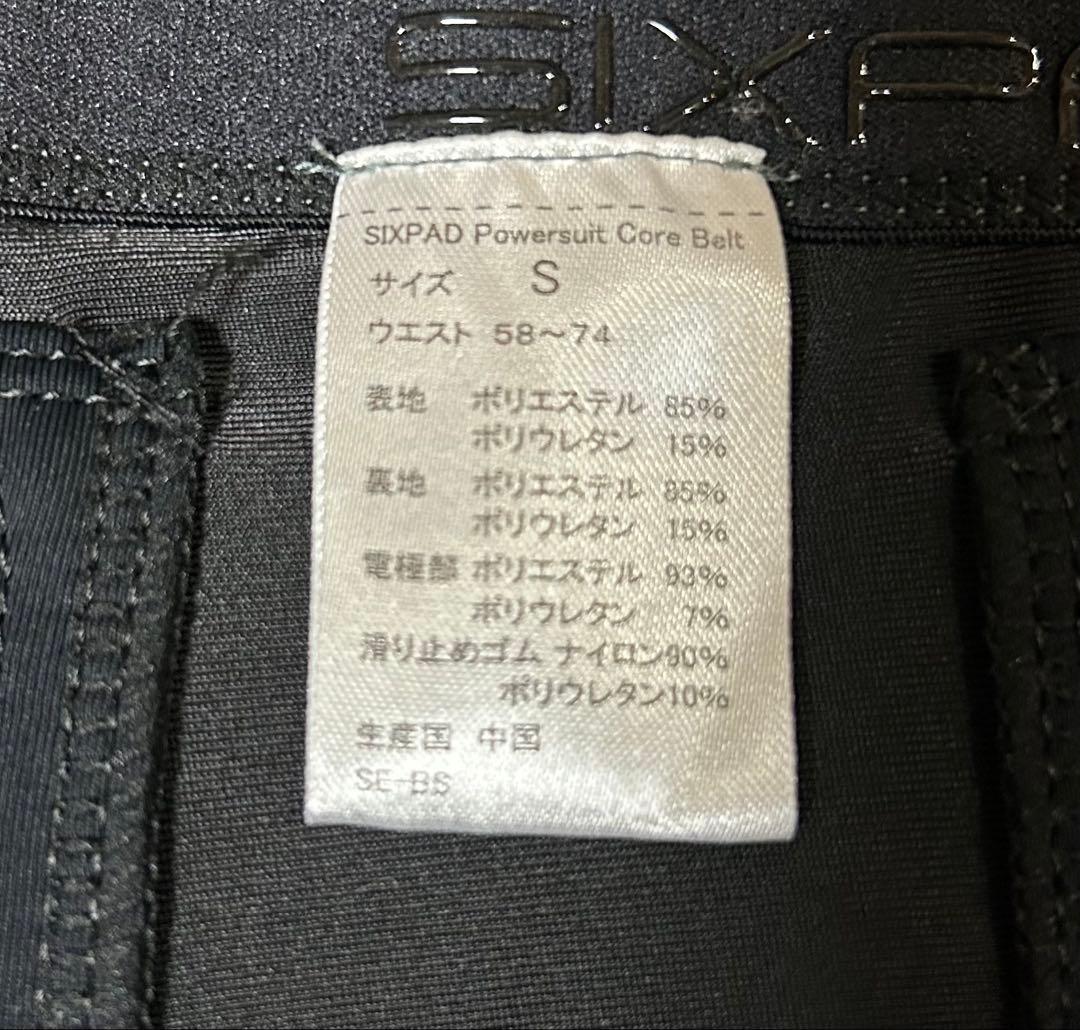 SIXPA
SIXPAD Powersuit Core Belt
サイズ S
ウエスト 58～74
表地 ポリエステル 85%
ポリウレタン 15%
裏地 ポリエステル 85%
ポリウレタン 15%
電極部 ポリエステル 93%
ポリウレタン 7%
滑り止めゴム ナイロン90%
ポリウレタン10%
生産国 中国
SE-BS